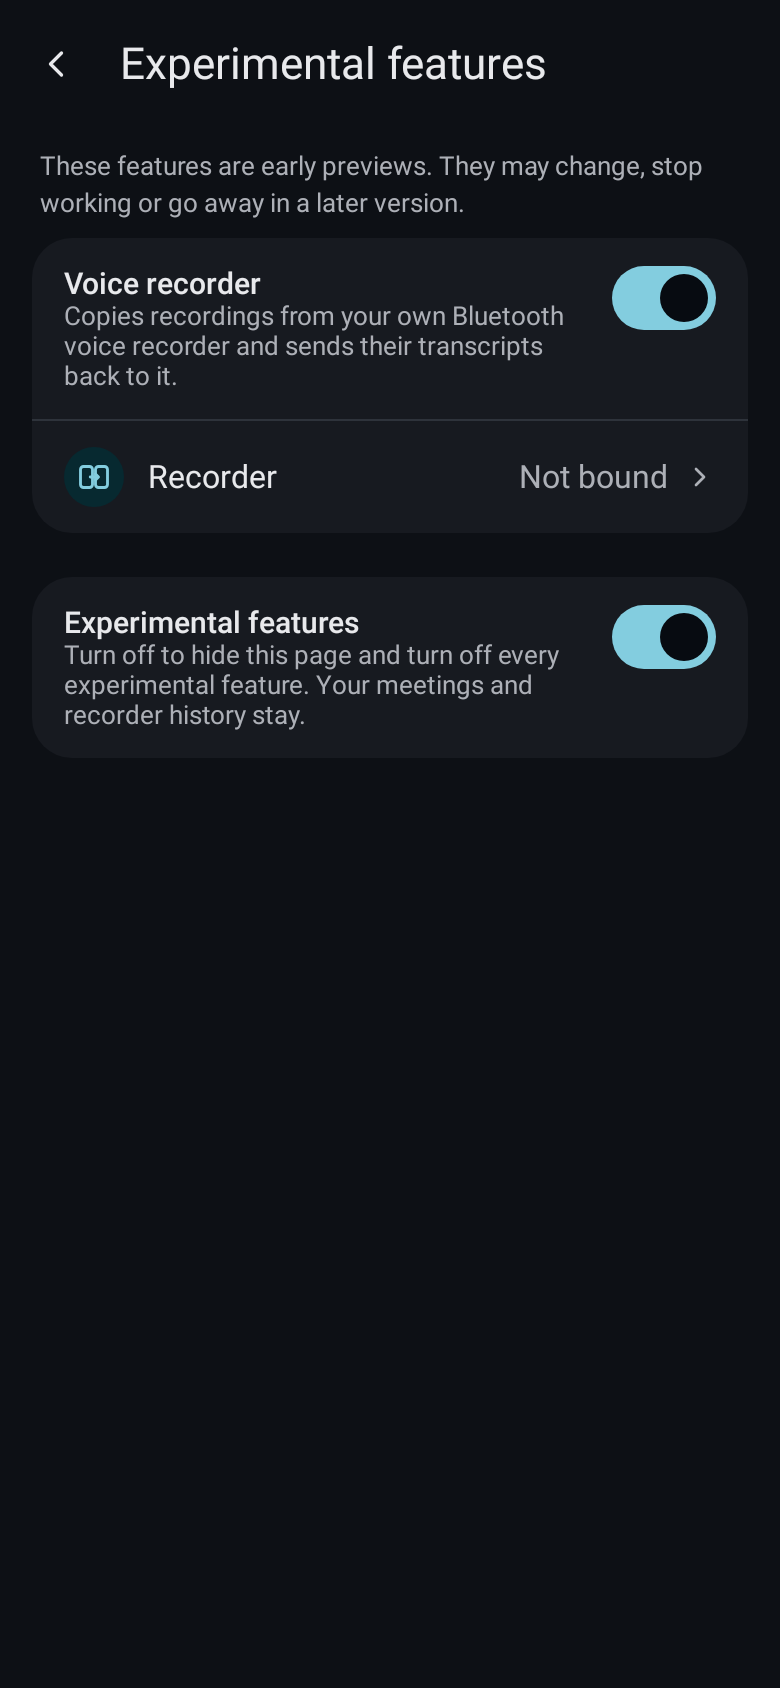 Experimental features
These features are early previews. They may change, stop
working or go away in a later version.
Voice recorder
Copies recordings from your own Bluetooth
voice recorder and sends their transcripts
back to it.
Recorder Not bound
Experimental features
Turn off to hide this page and turn off every
experimental feature. Your meetings and
recorder history stay.